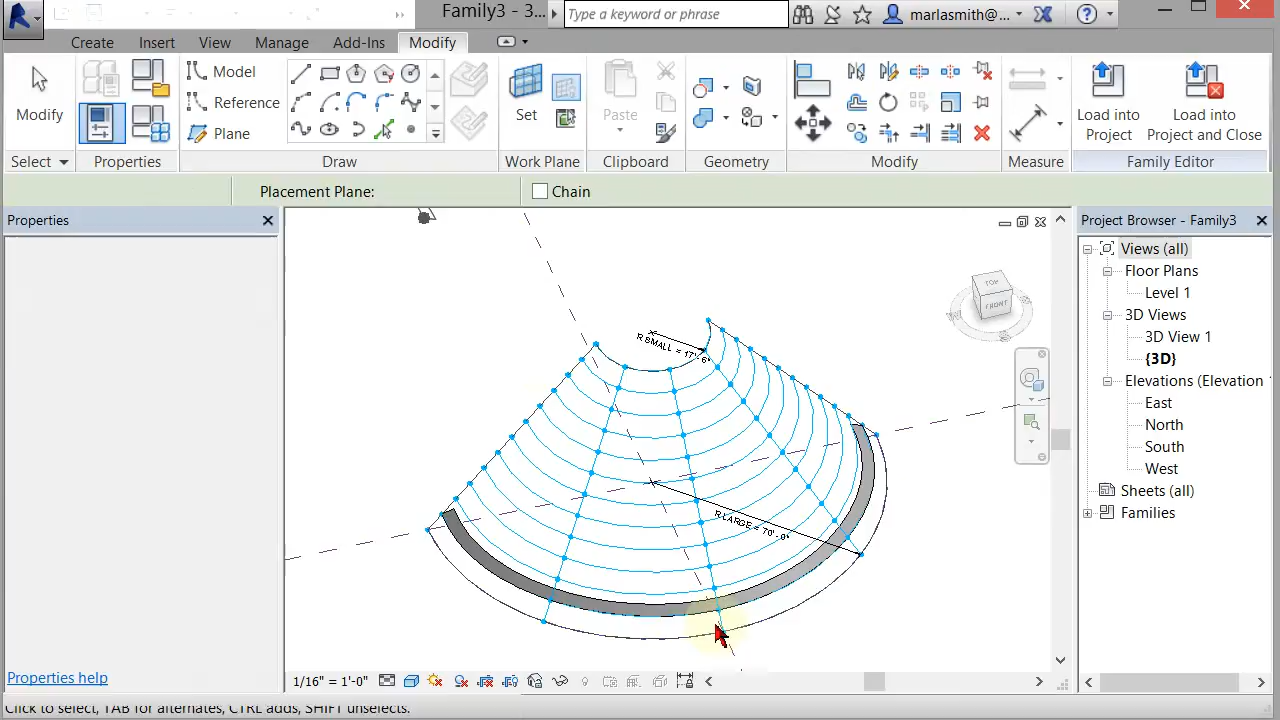 Family3 - 3...
Type a keyword or phrase
marlasmith@...
Create Insert View Manage Add-Ins Modify
Modify
Model
Reference
Plane
Set
Paste
Load into
Project
Load into
Project and Close
Select Properties Draw Work Plane Clipboard Geometry Modify Measure Family Editor
Placement Plane: Chain
Properties
Project Browser - Family3
Views (all)
Floor Plans
Level 1
3D Views
3D View 1
{3D}
Elevations (Elevation
East
North
South
West
Sheets (all)
Families
TOP
FRONT
R SMALL = 17'-6"
R LARGE = 70'-0"
Properties help
1/16" = 1'-0"
Click to select, TAB for alternates, CTRL adds, SHIFT unselects.